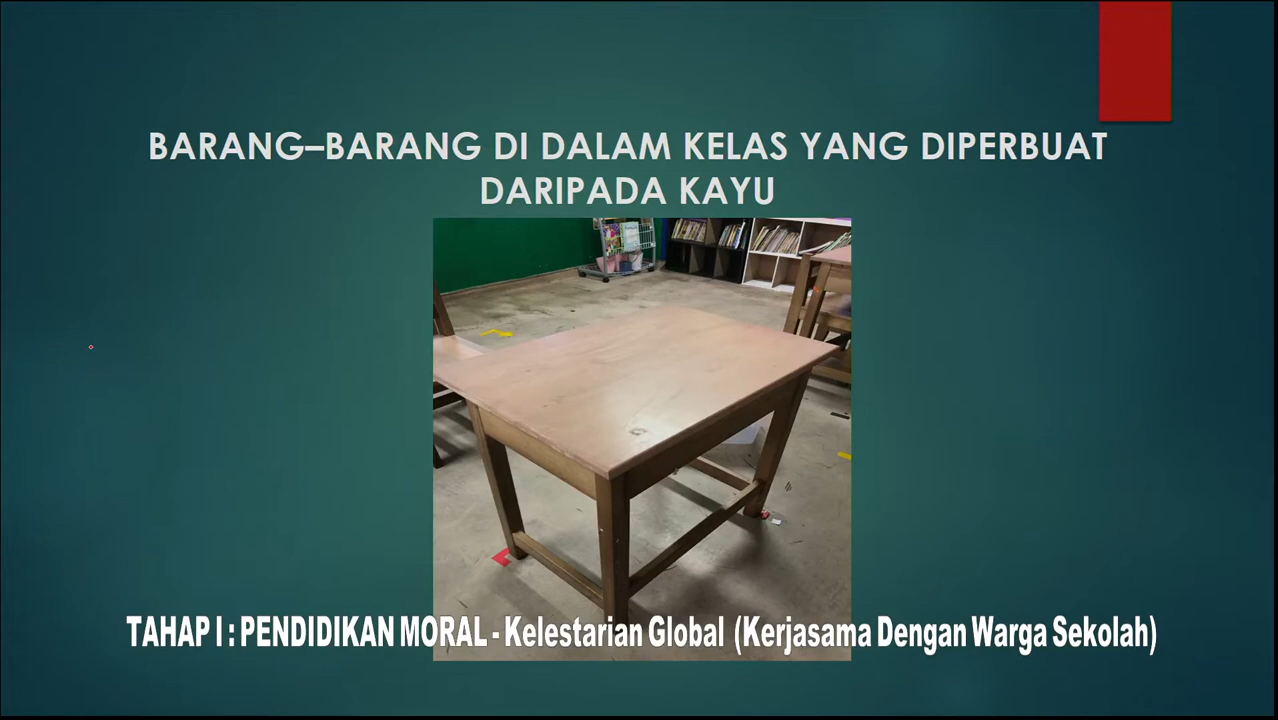 BARANG–BARANG DI DALAM KELAS YANG DIPERBUAT
DARIPADA KAYU
TAHAP I : PENDIDIKAN MORAL - Kelestarian Global (Kerjasama Dengan Warga Sekolah)